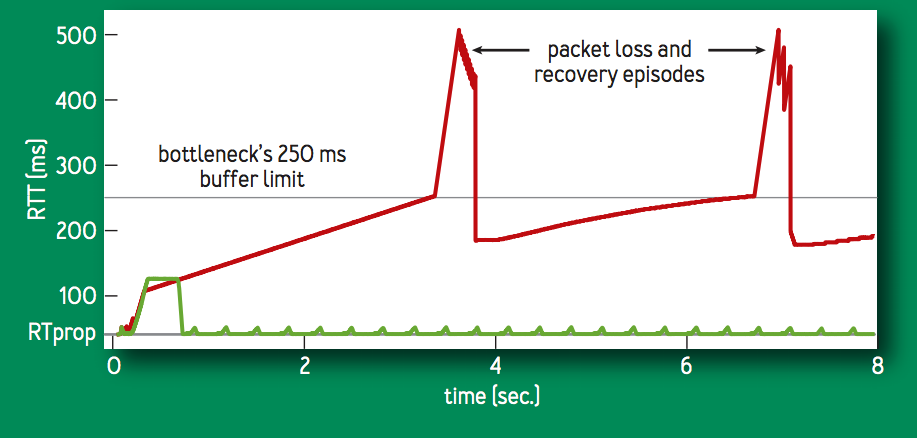 500
400
300
200
100
RTprop
RTT (ms)
bottleneck's 250 ms
buffer limit
packet loss and
recovery episodes
0 2 4 6 8
time (sec.)